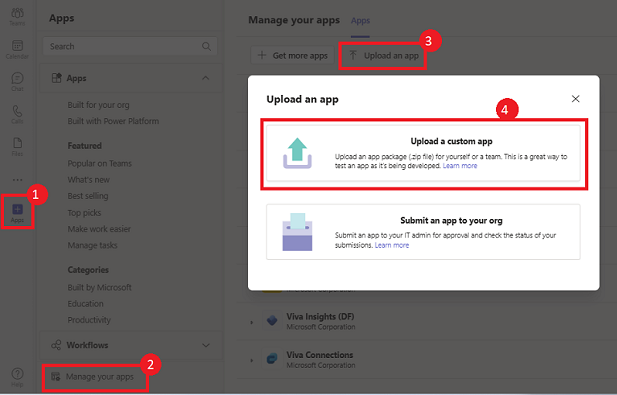 Teams
Calendar
Chat
Calls
Files
1
Apps
Help
Apps
Search
Apps
Built for your org
Built with Power Platform
Featured
Popular on Teams
What's new
Best selling
Top picks
Make work easier
Manage tasks
Categories
Built by Microsoft
Education
Productivity
Workflows
2
Manage your apps
Manage your apps Apps
3
Get more apps
Upload an app
Upload an app
4
Upload a custom app
Upload an app package (.zip file) for yourself or a team. This is a great way to
test an app as it's being developed. Learn more
Submit an app to your org
Submit an app to your IT admin for approval and check the status of your
submissions. Learn more
Viva Insights (DF)
Microsoft Corporation
Viva Connections
Microsoft Corporation